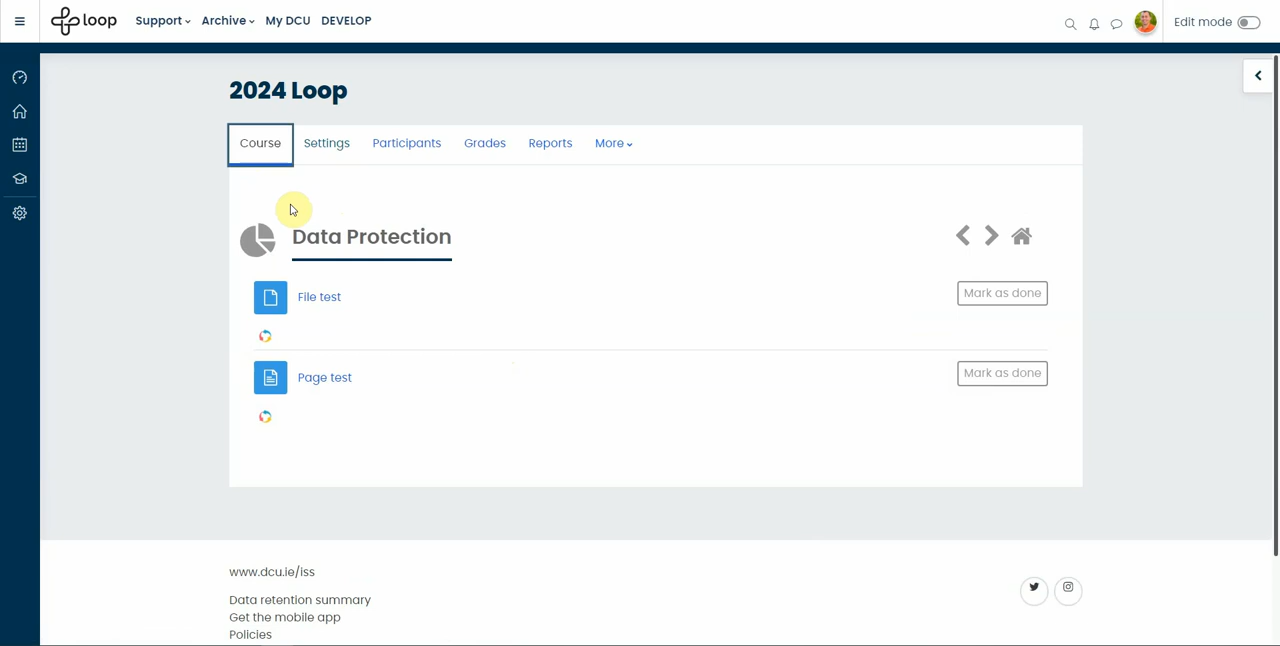 loop Support Archive My DCU DEVELOP Edit mode
2024 Loop
Course Settings Participants Grades Reports More
Data Protection
File test Mark as done
Page test Mark as done
www.dcu.ie/iss
Data retention summary
Get the mobile app
Policies